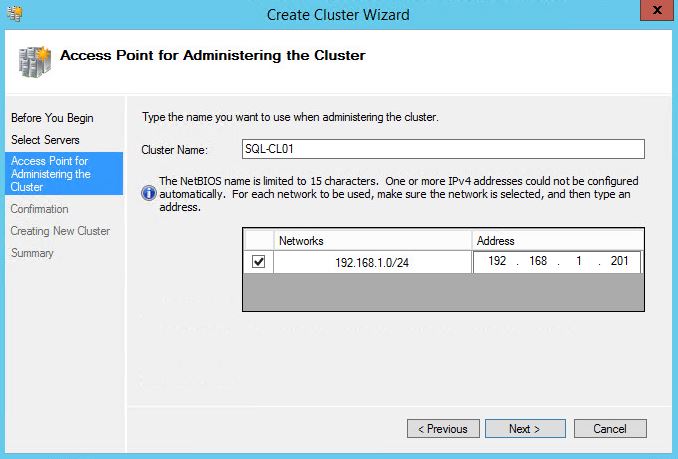 Create Cluster Wizard
x
Access Point for Administering the Cluster
Before You Begin
Select Servers
Access Point for
Administering the
Cluster
Confirmation
Creating New Cluster
Summary
Type the name you want to use when administering the cluster.
Cluster Name: SQL-CL01
The NetBIOS name is limited to 15 characters. One or more IPv4 addresses could not be configured
automatically. For each network to be used, make sure the network is selected, and then type an
address.
Networks Address
192.168.1.0/24 192 . 168 . 1 . 201
< Previous Next > Cancel